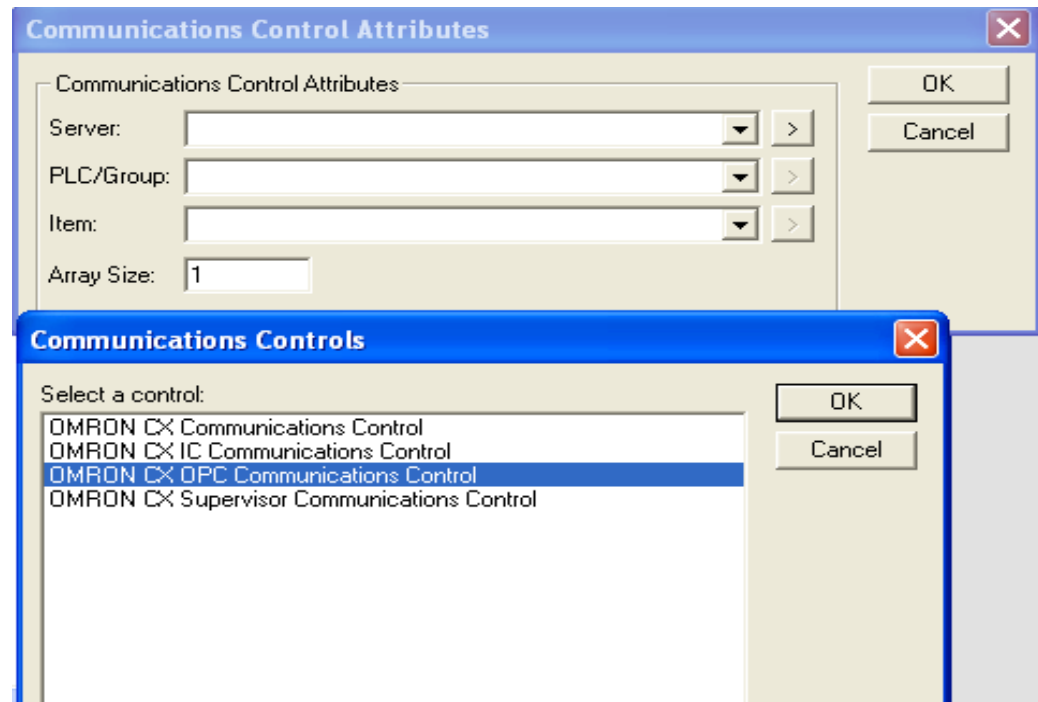 Communications Control Attributes
Communications Control Attributes
OK
Server:
>
Cancel
PLC/Group:
>
Item:
>
Array Size: 1
Communications Controls
Select a control:
OK
OMRON CX Communications Control
OMRON CX IC Communications Control
Cancel
OMRON CX OPC Communications Control
OMRON CX Supervisor Communications Control